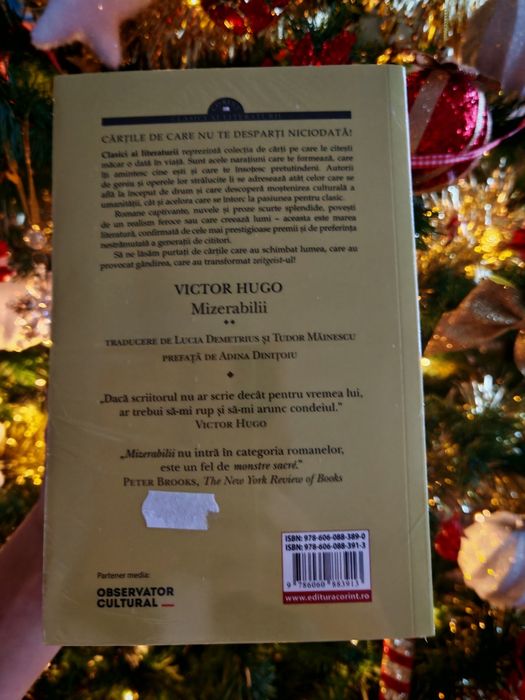 CLASICI AI LITERATURII
CĂRȚILE DE CARE NU TE DESPARȚI NICIODATĂ!
Clasici ai literaturii reprezintă colecția de cărți pe care le citești
măcar o dată în viață. Sunt acele narațiuni care te formează, care
îți amintesc cine ești și care te însoțesc pretutindeni. Autorii
de geniu și operele lor strălucite li se adresează atât celor care se
află la început de drum și care descoperă moștenirea culturală a
umanității, cât și acelora care se întorc la pasiunea pentru clasic.
Romane captivante, nuvele și proze scurte splendide, povești
de un realism feroce sau care creează lumi – aceasta este marea
literatură, confirmată de cele mai prestigioase premii și de preferința
nestrămutată a generații de cititori.
Să ne lăsăm purtați de cărțile care au schimbat lumea, care au
provocat gândirea, care au transformat zeitgeist-ul!
VICTOR HUGO
Mizerabilii
**
TRADUCERE DE LUCIA DEMETRIUS ȘI TUDOR MĂINESCU
PREFAȚĂ DE ADINA DINIȚOIU
„Dacă scriitorul nu ar scrie decât pentru vremea lui,
ar trebui să-mi rup și să-mi arunc condeiul.”
VICTOR HUGO
„Mizerabilii nu intră în categoria romanelor,
este un fel de monstre sacré.”
PETER BROOKS, The New York Review of Books
ISBN: 978-606-088-389-0
ISBN: 978-606-088-391-3
9 786060 883913
www.edituracorint.ro
Partener media:
OBSERVATOR
CULTURAL